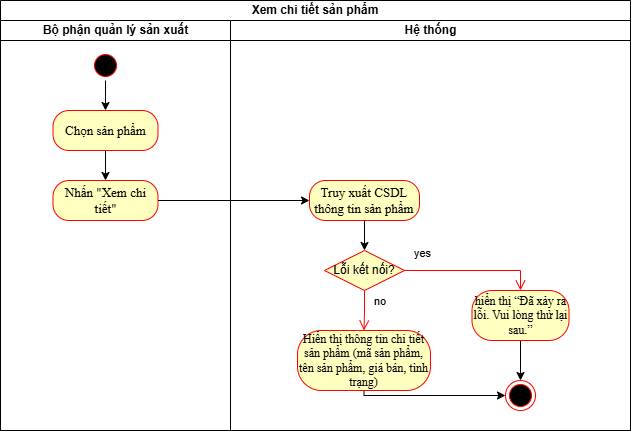 Xem chi tiết sản phẩm
Bộ phận quản lý sản xuất
Hệ thống
Chọn sản phẩm
Nhấn "Xem chi
tiết"
Truy xuất CSDL
thông tin sản phẩm
Lỗi kết nối?
yes
no
hiển thị “Đã xảy ra
lỗi. Vui lòng thử lại
sau.”
Hiển thị thông tin chi tiết
sản phẩm (mã sản phẩm,
tên sản phẩm, giá bán, tình
trạng)